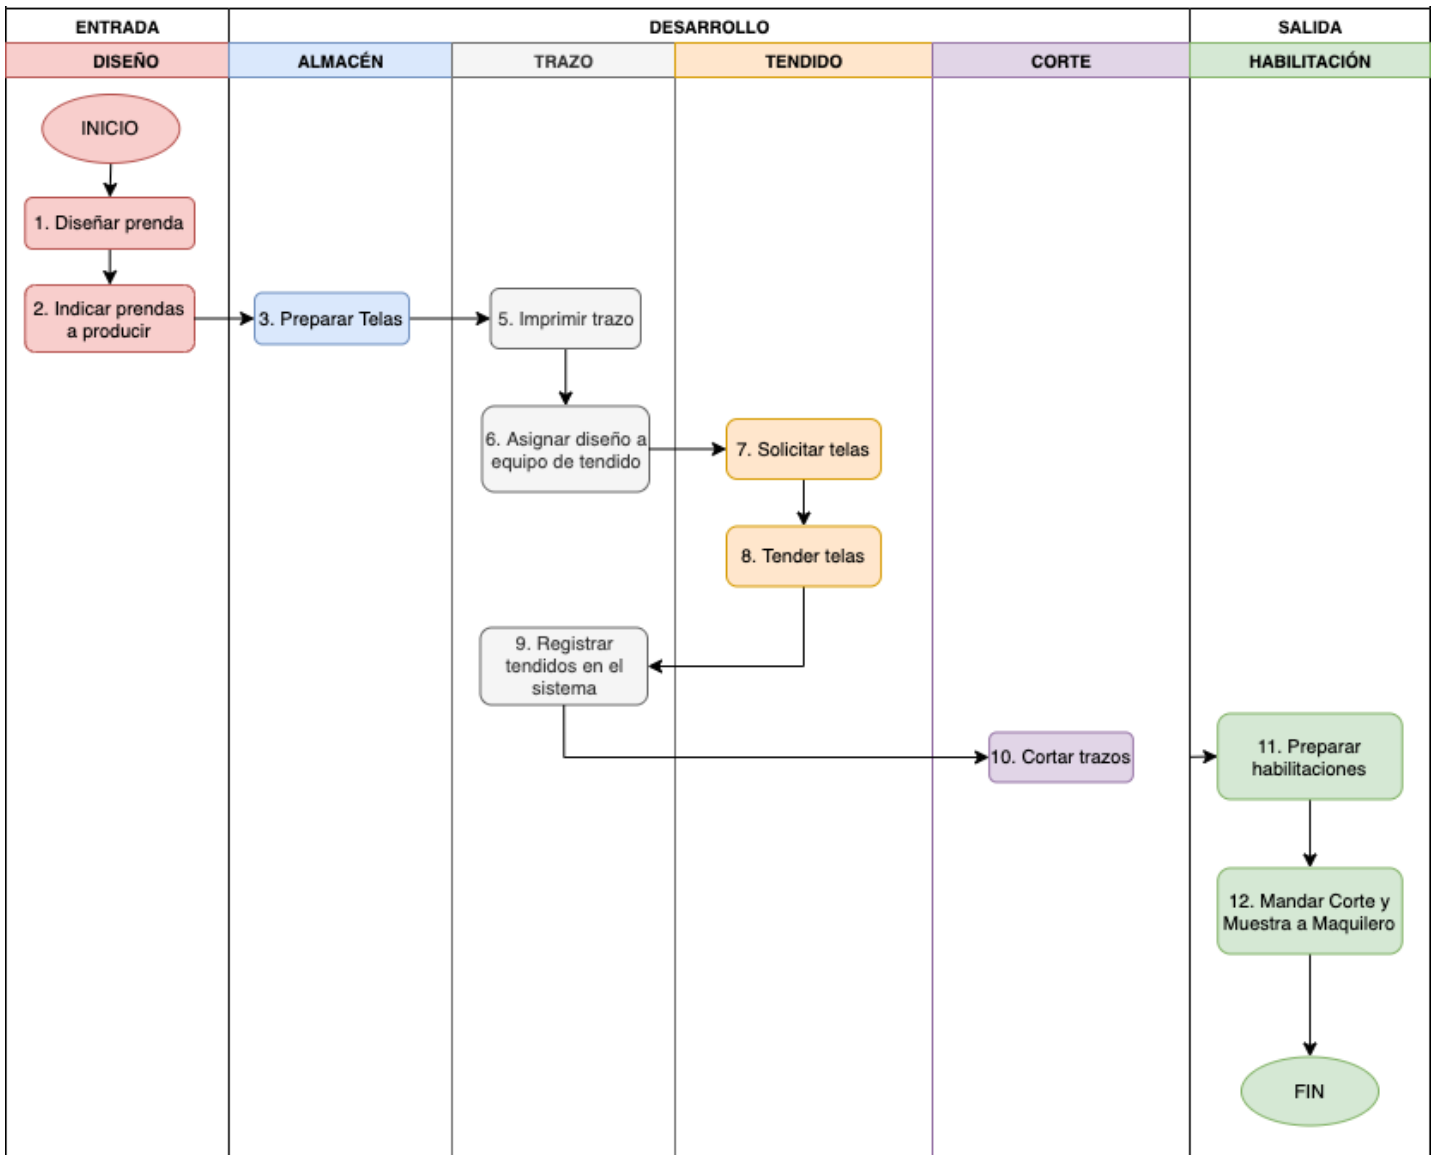 ENTRADA
DESARROLLO
SALIDA
DISEÑO
ALMACÉN
TRAZO
TENDIDO
CORTE
HABILITACIÓN
INICIO
1. Diseñar prenda
2. Indicar prendas
a producir
3. Preparar Telas
5. Imprimir trazo
6. Asignar diseño a
equipo de tendido
7. Solicitar telas
8. Tender telas
9. Registrar
tendidos en el
sistema
10. Cortar trazos
11. Preparar
habilitaciones
12. Mandar Corte y
Muestra a Maquilero
FIN